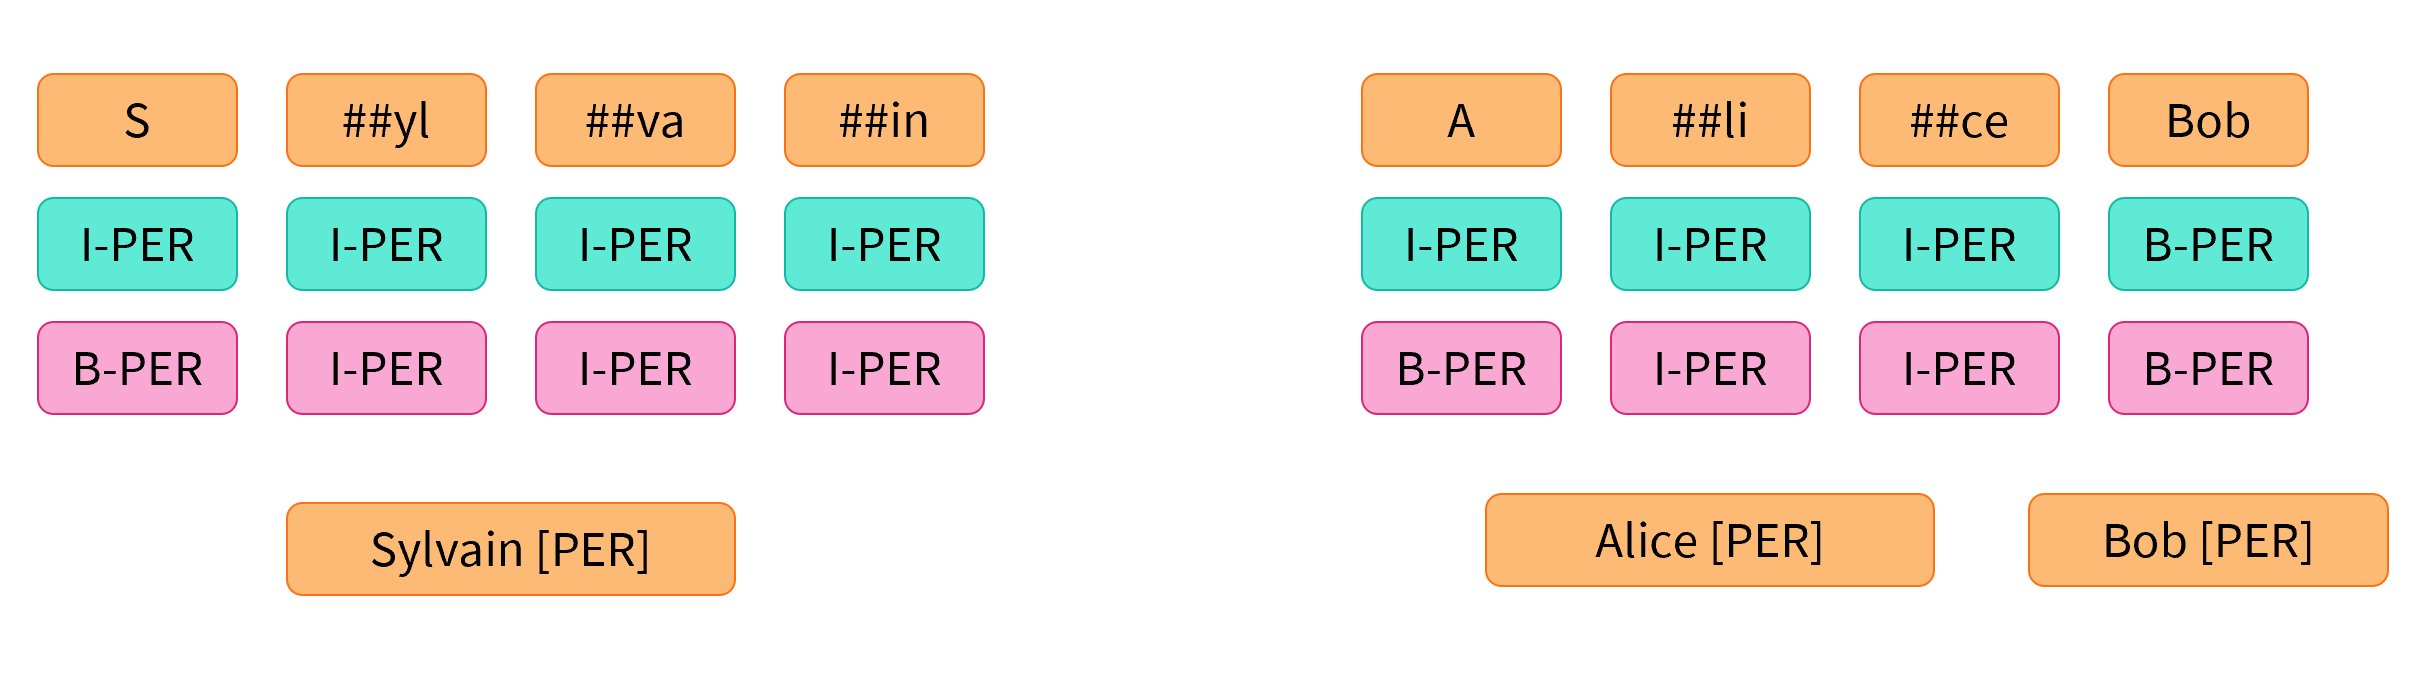 S ##yl ##va ##in
I-PER I-PER I-PER I-PER
B-PER I-PER I-PER I-PER
Sylvain [PER]
A ##li ##ce Bob
I-PER I-PER I-PER B-PER
B-PER I-PER I-PER B-PER
Alice [PER] Bob [PER]